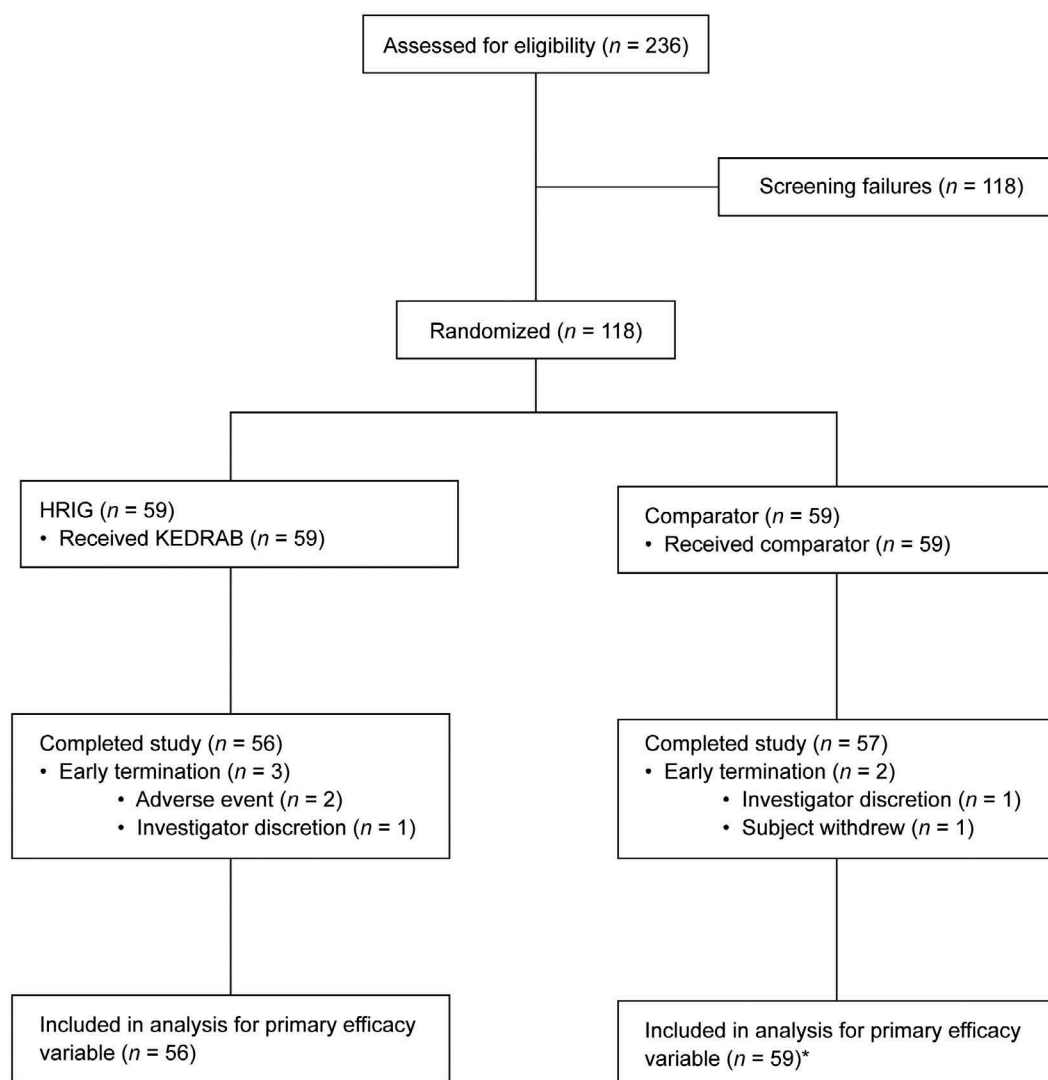 Assessed for eligibility (n = 236)
Screening failures (n = 118)
Randomized (n = 118)
HRIG (n = 59)
• Received KEDRAB (n = 59)
Comparator (n = 59)
• Received comparator (n = 59)
Completed study (n = 56)
• Early termination (n = 3)
• Adverse event (n = 2)
• Investigator discretion (n = 1)
Completed study (n = 57)
• Early termination (n = 2)
• Investigator discretion (n = 1)
• Subject withdrew (n = 1)
Included in analysis for primary efficacy
variable (n = 56)
Included in analysis for primary efficacy
variable (n = 59)*